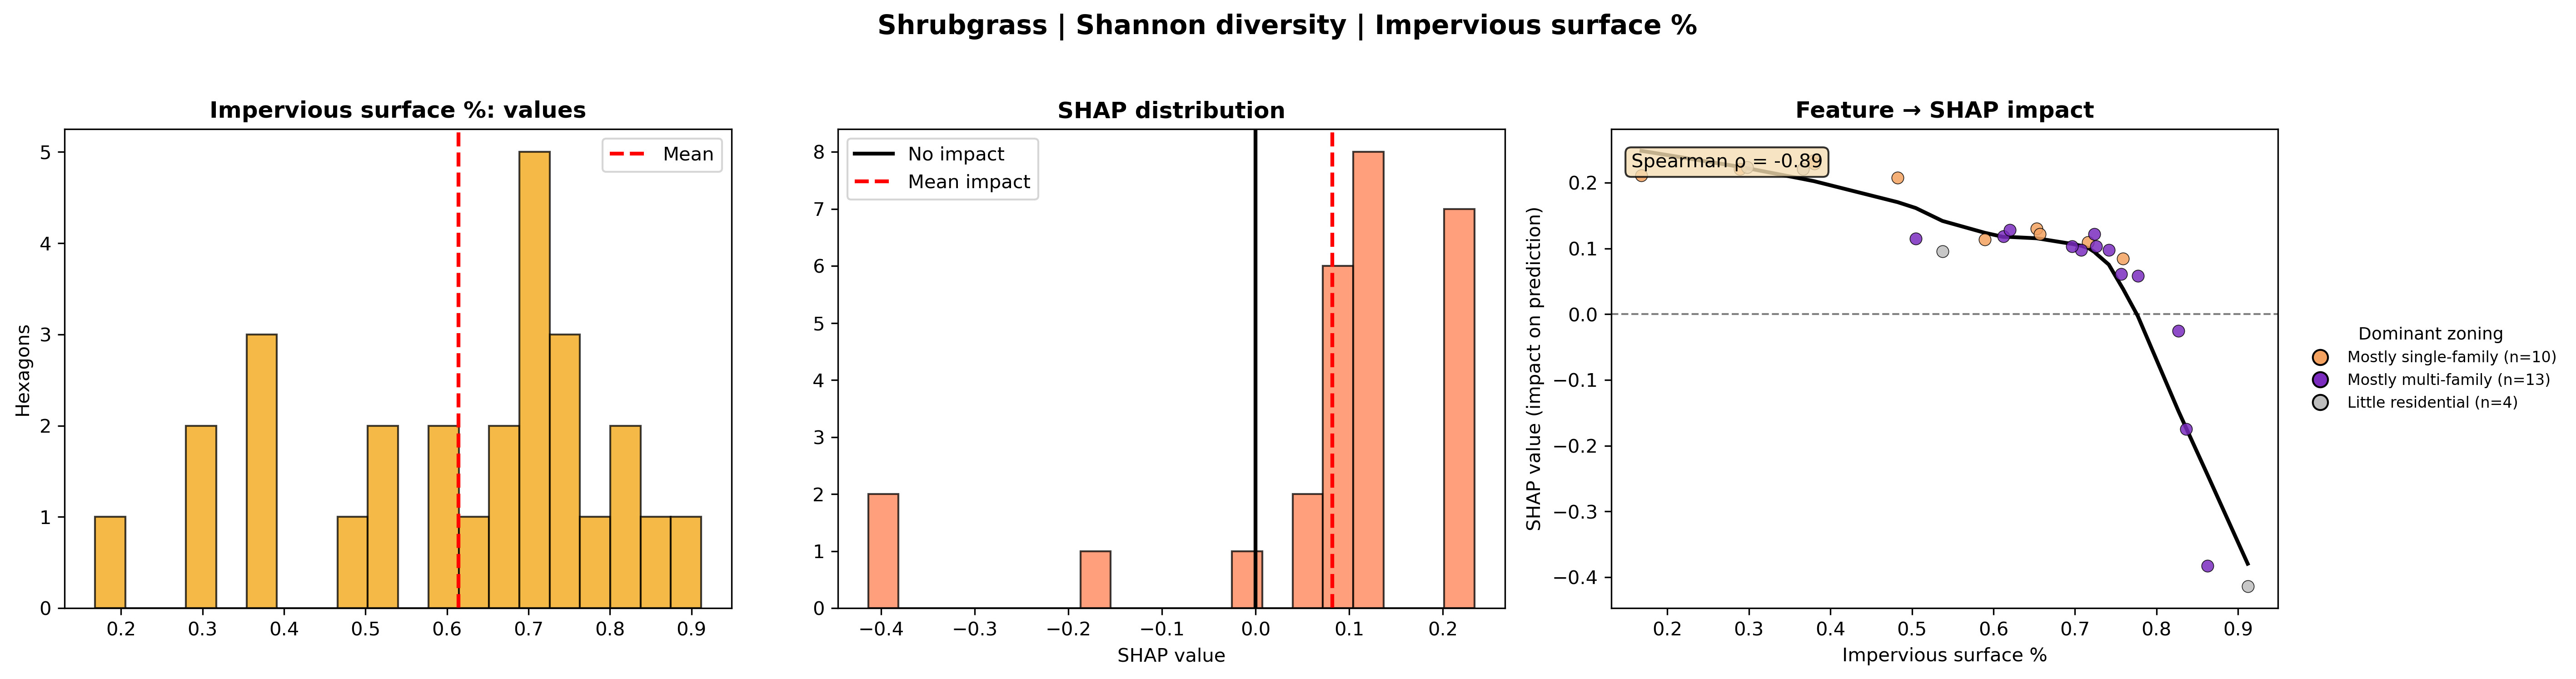 Shrubgrass | Shannon diversity | Impervious surface %
Impervious surface %: values
Mean
Hexagons
5
4
3
2
1
0
0.2 0.3 0.4 0.5 0.6 0.7 0.8 0.9
SHAP distribution
No impact
Mean impact
8
7
6
5
4
3
2
1
0
−0.4 −0.3 −0.2 −0.1 0.0 0.1 0.2
SHAP value
Feature → SHAP impact
Spearman ρ = -0.89
SHAP value (impact on prediction)
0.2
0.1
0.0
−0.1
−0.2
−0.3
−0.4
0.2 0.3 0.4 0.5 0.6 0.7 0.8 0.9
Impervious surface %
Dominant zoning
Mostly single-family (n=10)
Mostly multi-family (n=13)
Little residential (n=4)